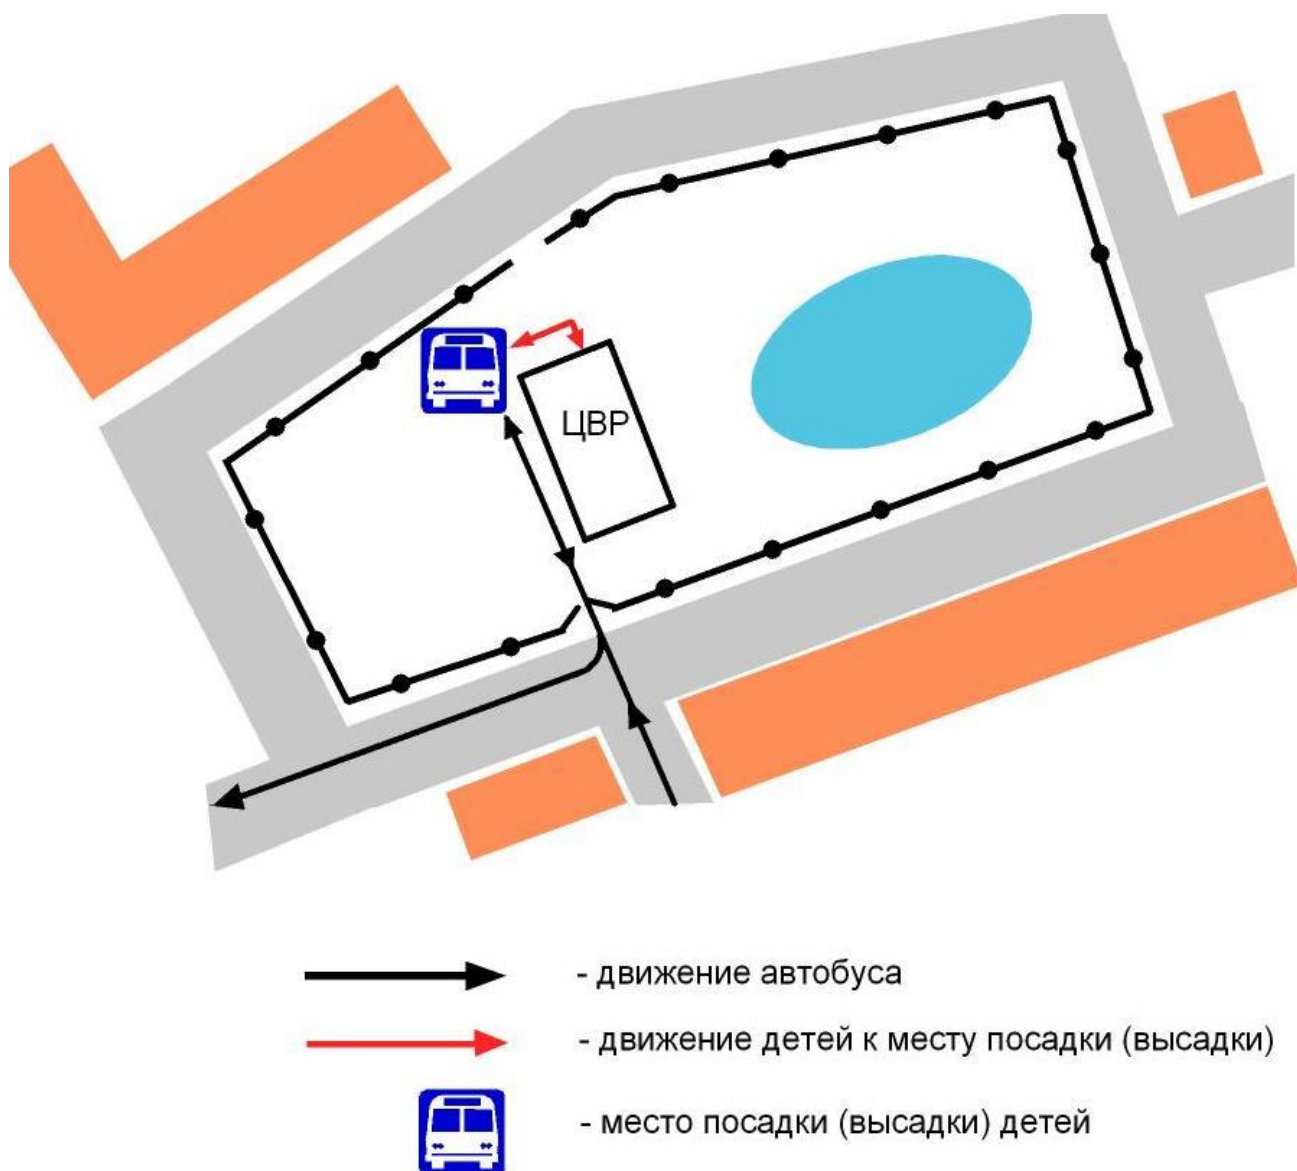 ЦВР
- движение автобуса
- движение детей к месту посадки (высадки)
- место посадки (высадки) детей